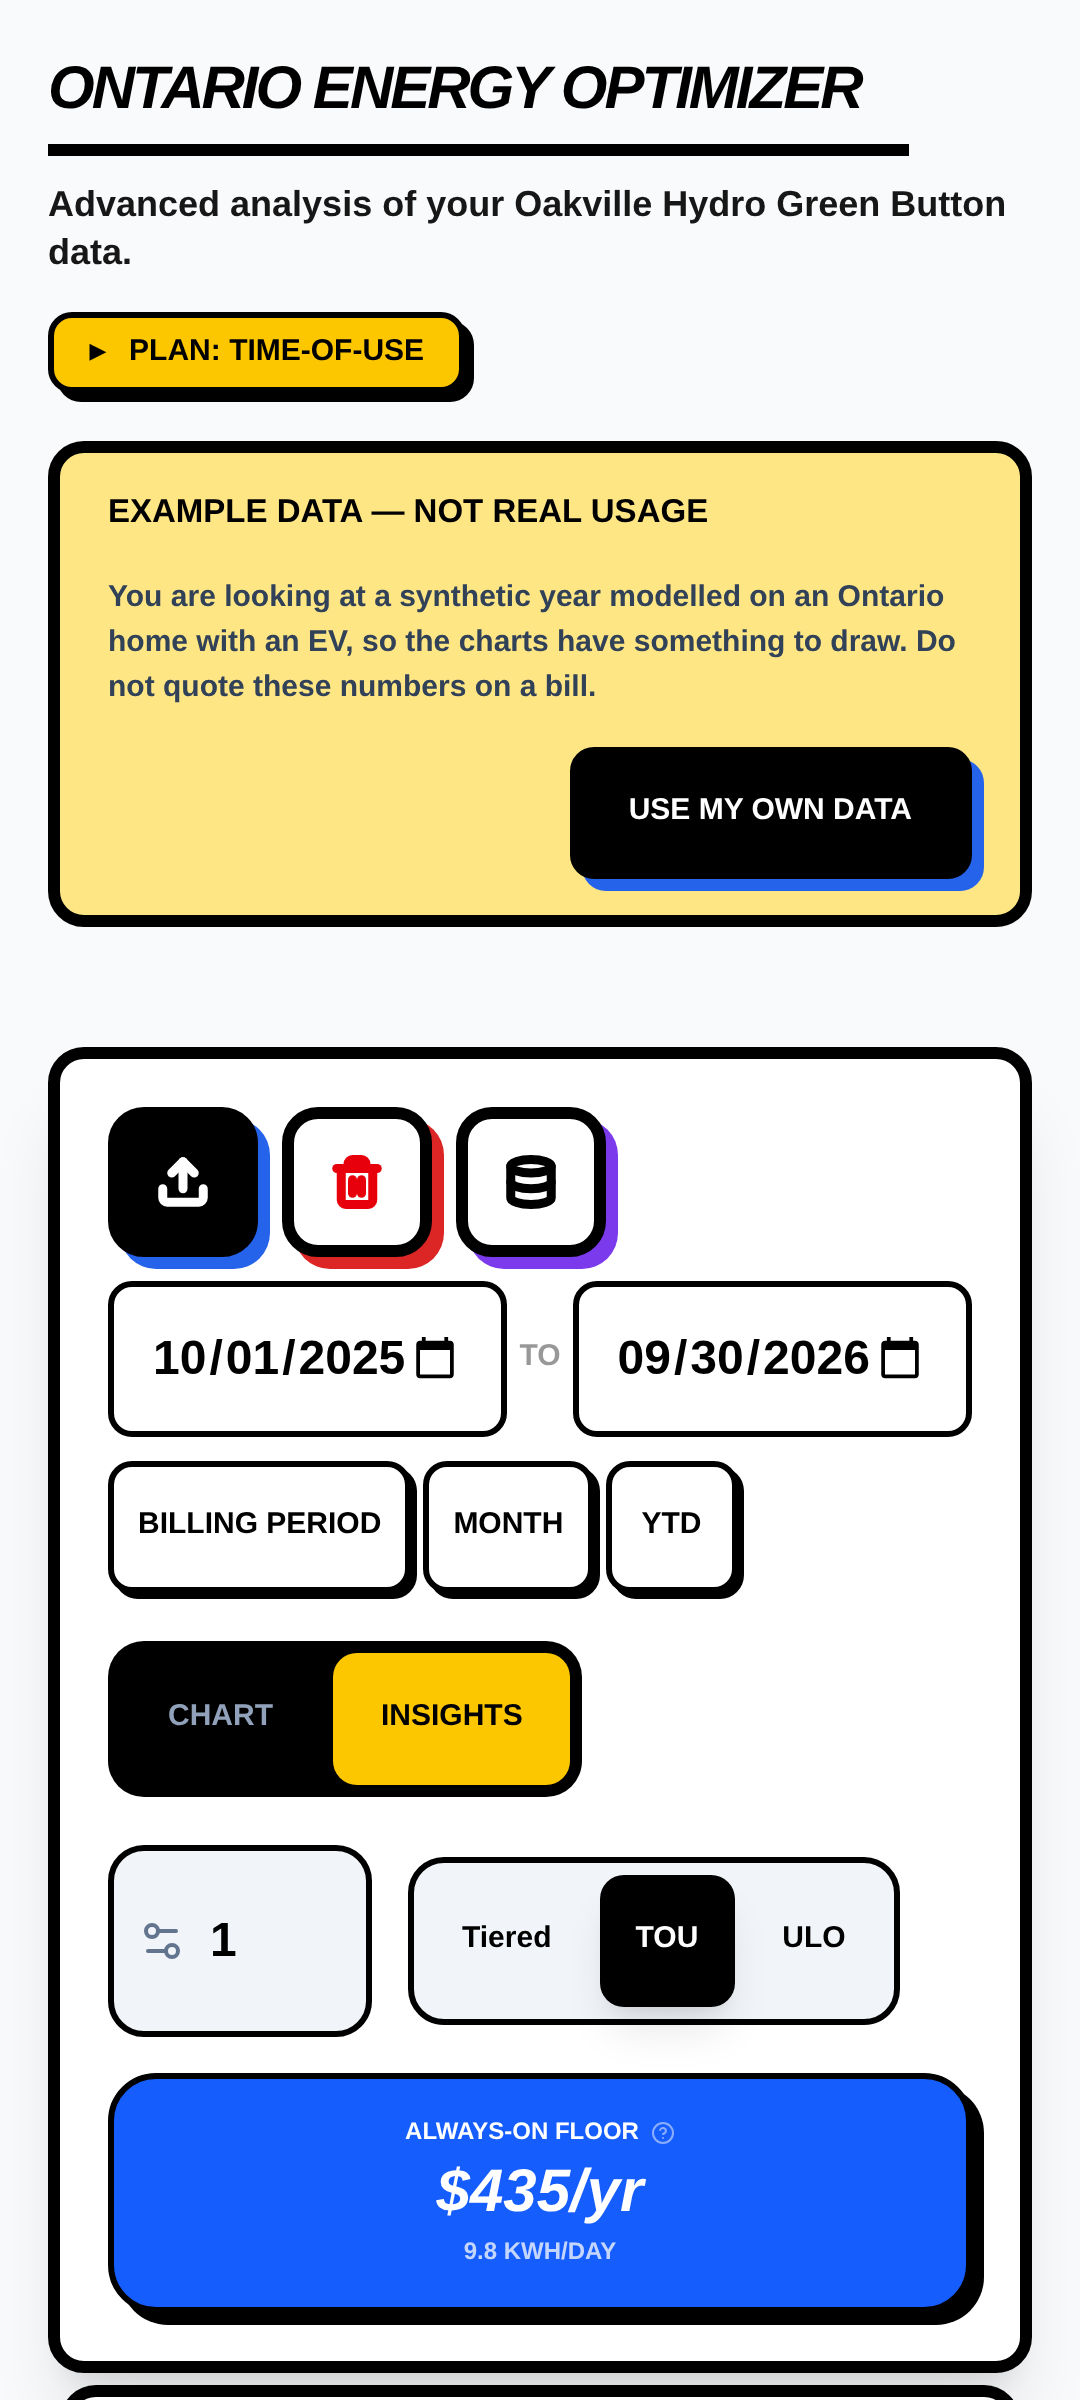 ONTARIO ENERGY OPTIMIZER
Advanced analysis of your Oakville Hydro Green Button
data.
► PLAN: TIME-OF-USE
EXAMPLE DATA — NOT REAL USAGE
You are looking at a synthetic year modelled on an Ontario
home with an EV, so the charts have something to draw. Do
not quote these numbers on a bill.
USE MY OWN DATA
10/01/2025 TO 09/30/2026
BILLING PERIOD MONTH YTD
CHART INSIGHTS
1 Tiered TOU ULO
ALWAYS-ON FLOOR ?
$435/yr
9.8 KWH/DAY